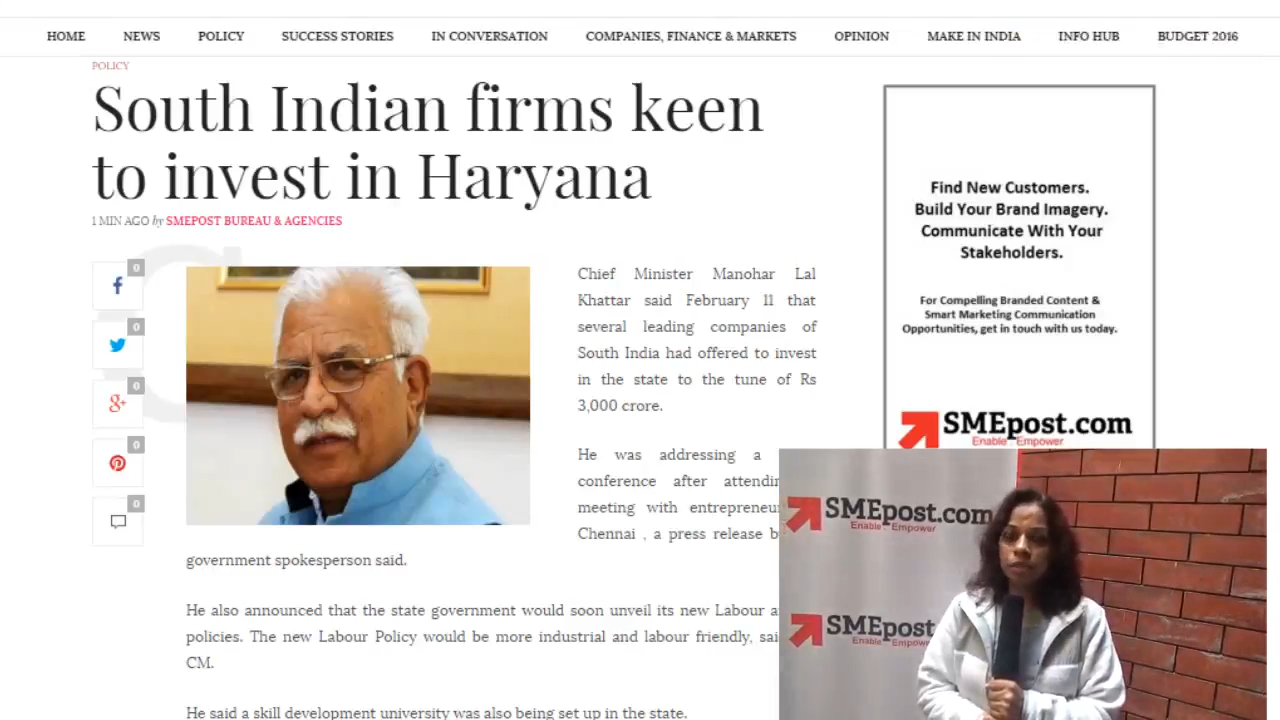 HOME NEWS POLICY SUCCESS STORIES IN CONVERSATION COMPANIES, FINANCE & MARKETS OPINION MAKE IN INDIA INFO HUB BUDGET 2016
POLICY
South Indian firms keen
to invest in Haryana
1 MIN AGO by SMEPOST BUREAU & AGENCIES
0
0
0
0
0
Chief Minister Manohar Lal
Khattar said February 11 that
several leading companies of
South India had offered to invest
in the state to the tune of Rs
3,000 crore.
He was addressing a
conference after
meeting with
Chennai , a press release
government spokesperson said.
He also announced that the state government would soon unveil its new Labour
policies. The new Labour Policy would be more industrial and labour friendly,
CM.
He said a skill development university was also being set up in the state.
Find New Customers.
Build Your Brand Imagery.
Communicate With Your
Stakeholders.
For Compelling Branded Content &
Smart Marketing Communication
Opportunities, get in touch with us today.
SMEpost.com
Enable Empower
SMEpost.com
Enable Empower
SMEpost
Enable Empower